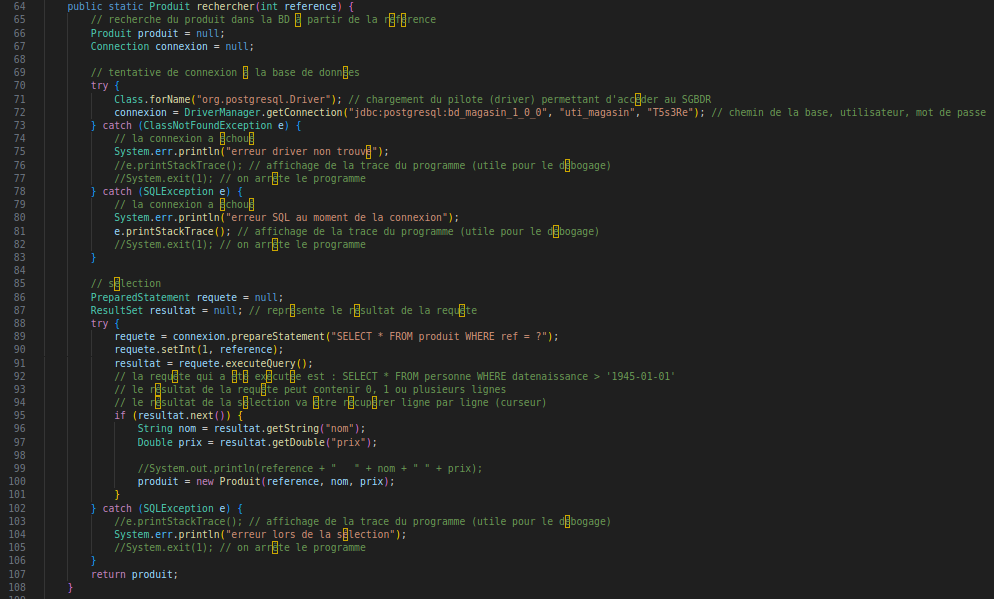 64 public static Produit rechercher(int reference) {
65 // recherche du produit dans la BD à partir de la référence
66 Produit produit = null;
67 Connection connexion = null;
68
69 // tentative de connexion à la base de données
70 try {
71 Class.forName("org.postgresql.Driver"); // chargement du pilote (driver) permettant d'accéder au SGBDR
72 connexion = DriverManager.getConnection("jdbc:postgresql:bd_magasin_1_0_0", "uti_magasin", "T5s3Re"); // chemin de la base, utilisateur, mot de passe
73 } catch (ClassNotFoundException e) {
74 // la connexion a échoué
75 System.err.println("erreur driver non trouvé");
76 //e.printStackTrace(); // affichage de la trace du programme (utile pour le débogage)
77 //System.exit(1); // on arrête le programme
78 } catch (SQLException e) {
79 // la connexion a échoué
80 System.err.println("erreur SQL au moment de la connexion");
81 e.printStackTrace(); // affichage de la trace du programme (utile pour le débogage)
82 //System.exit(1); // on arrête le programme
83 }
84
85 // sélection
86 PreparedStatement requete = null;
87 ResultSet resultat = null; // représente le résultat de la requête
88 try {
89 requete = connexion.prepareStatement("SELECT * FROM produit WHERE ref = ?");
90 requete.setInt(1, reference);
91 resultat = requete.executeQuery();
92 // la requête qui a été exécutée est : SELECT * FROM personne WHERE datenaissance > '1945-01-01'
93 // le résultat de la requête peut contenir 0, 1 ou plusieurs lignes
94 // le résultat de la sélection va être récupérer ligne par ligne (curseur)
95 if (resultat.next()) {
96 String nom = resultat.getString("nom");
97 Double prix = resultat.getDouble("prix");
98
99 //System.out.println(reference + "   " + nom + " " + prix);
100 produit = new Produit(reference, nom, prix);
101 }
102 } catch (SQLException e) {
103 //e.printStackTrace(); // affichage de la trace du programme (utile pour le débogage)
104 System.err.println("erreur lors de la sélection");
105 //System.exit(1); // on arrête le programme
106 }
107 return produit;
108 }